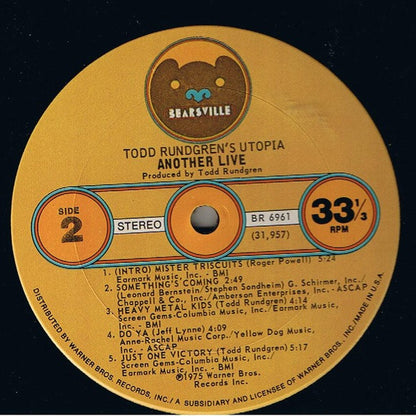 BEARSVILLE
TODD RUNDGREN'S UTOPIA
ANOTHER LIVE
Produced by Todd Rundgren
SIDE
2
STEREO
BR 6961
(31,957)
33 1/3
RPM
1. (INTRO) MISTER TRISCUITS (Roger Powell) 5:24
Earmark Music, Inc. - BMI
2. SOMETHING'S COMING 2:49
(Leonard Bernstein/Stephen Sondheim) G. Schirmer, Inc./
Chappell & Co., Inc./Amberson Enterprises, Inc. - ASCAP
3. HEAVY METAL KIDS (Todd Rundgren) 4:14
Screen Gems-Columbia Music, Inc./Earmark Music,
Inc. - BMI
4. DO YA (Jeff Lynne) 4:09
Anne-Rachel Music Corp./Yellow Dog Music,
Inc. - ASCAP
5. JUST ONE VICTORY (Todd Rundgren) 5:17
Screen Gems-Columbia Music, Inc./
Earmark Music, Inc. - BMI
©1975 Warner Bros.
Records Inc.
DISTRIBUTED BY WARNER BROS. RECORDS, INC./A SUBSIDIARY AND LICENSEE OF WARNER BROS. INC./MADE IN U.S.A.